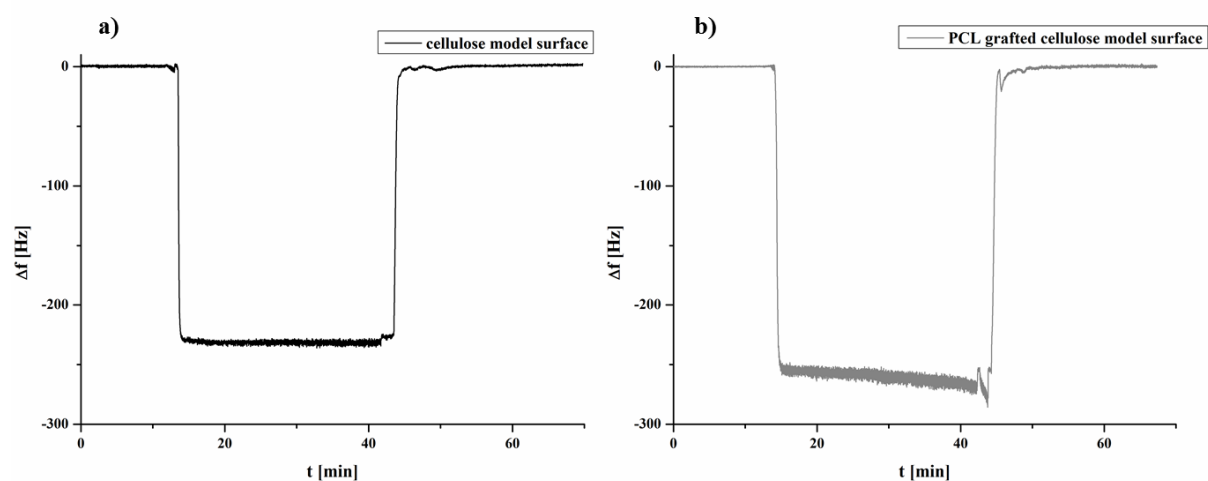 a)
cellulose model surface
0
-100
-200
-300
Δf [Hz]
0
20
40
60
t [min]
b)
PCL grafted cellulose model surface
0
-100
-200
-300
Δf [Hz]
0
20
40
60
t [min]